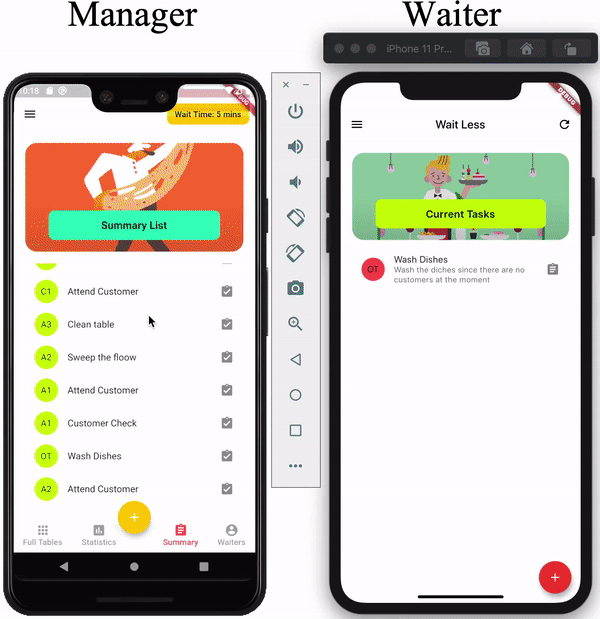 Manager
Waiter
iPhone 11 Pr...
10:18
DEBUG
Wait Time: 5 mins
Summary List
C1 Attend Customer
A3 Clean table
A2 Sweep the floow
A1 Attend Customer
A1 Customer Check
OT Wash Dishes
A2 Attend Customer
+
Full Tables
Statistics
Summary
Waiters
DEBUG
Wait Less
Current Tasks
OT
Wash Dishes
Wash the diches since there are no
customers at the moment
+